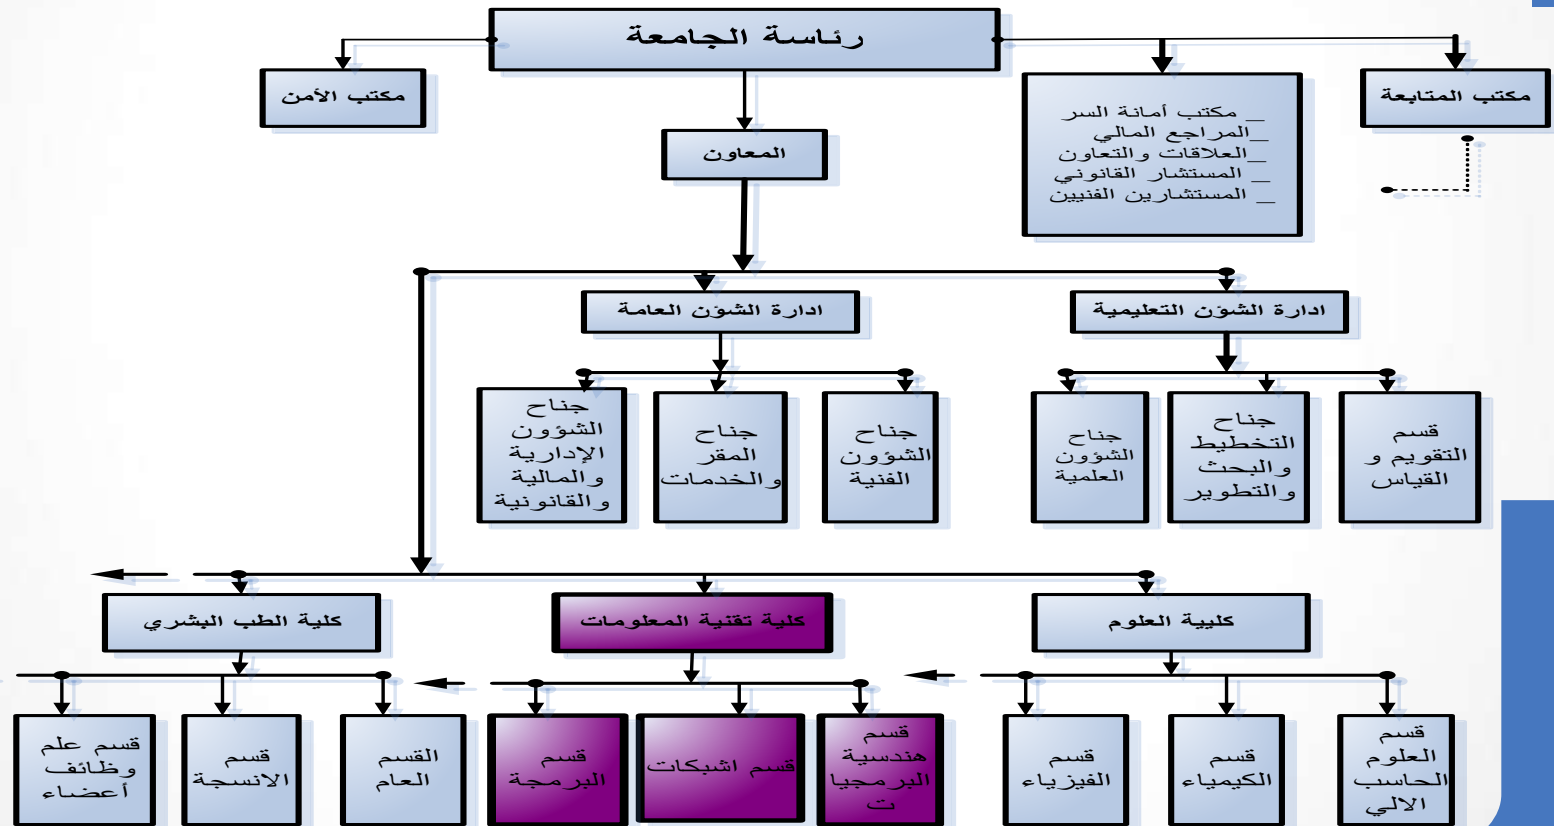 رئاسة الجامعة
مكتب المتابعة
_ مكتب أمانة السر
_المراجع المالي
_العلاقات والتعاون
_ المستشار القانوني
_ المستشارين الفنيين
مكتب الأمن
المعاون
ادارة الشوّن التعليمية
ادارة الشوّن العامة
قسم
التقويم و
القياس
جناح
التخطيط
والبحث
والتطوير
جناح
الشؤون
العلمية
جناح
الشؤون
الفنية
جناح
المقر
والخدمات
جناح
الشؤون
الإدارية
والمالية
والقانونية
كليية العلوم
كلية تقنية المعلومات
كلية الطب البشري
قسم
العلوم
الحاسب
الالي
قسم
الكيمياء
قسم
الفيزياء
قسم
هندسية
البرمجيا
ت
قسم اشبكات
قسم
البرمجة
القسم
العام
قسم
الانسجة
قسم علم
وظائف
أعضاء